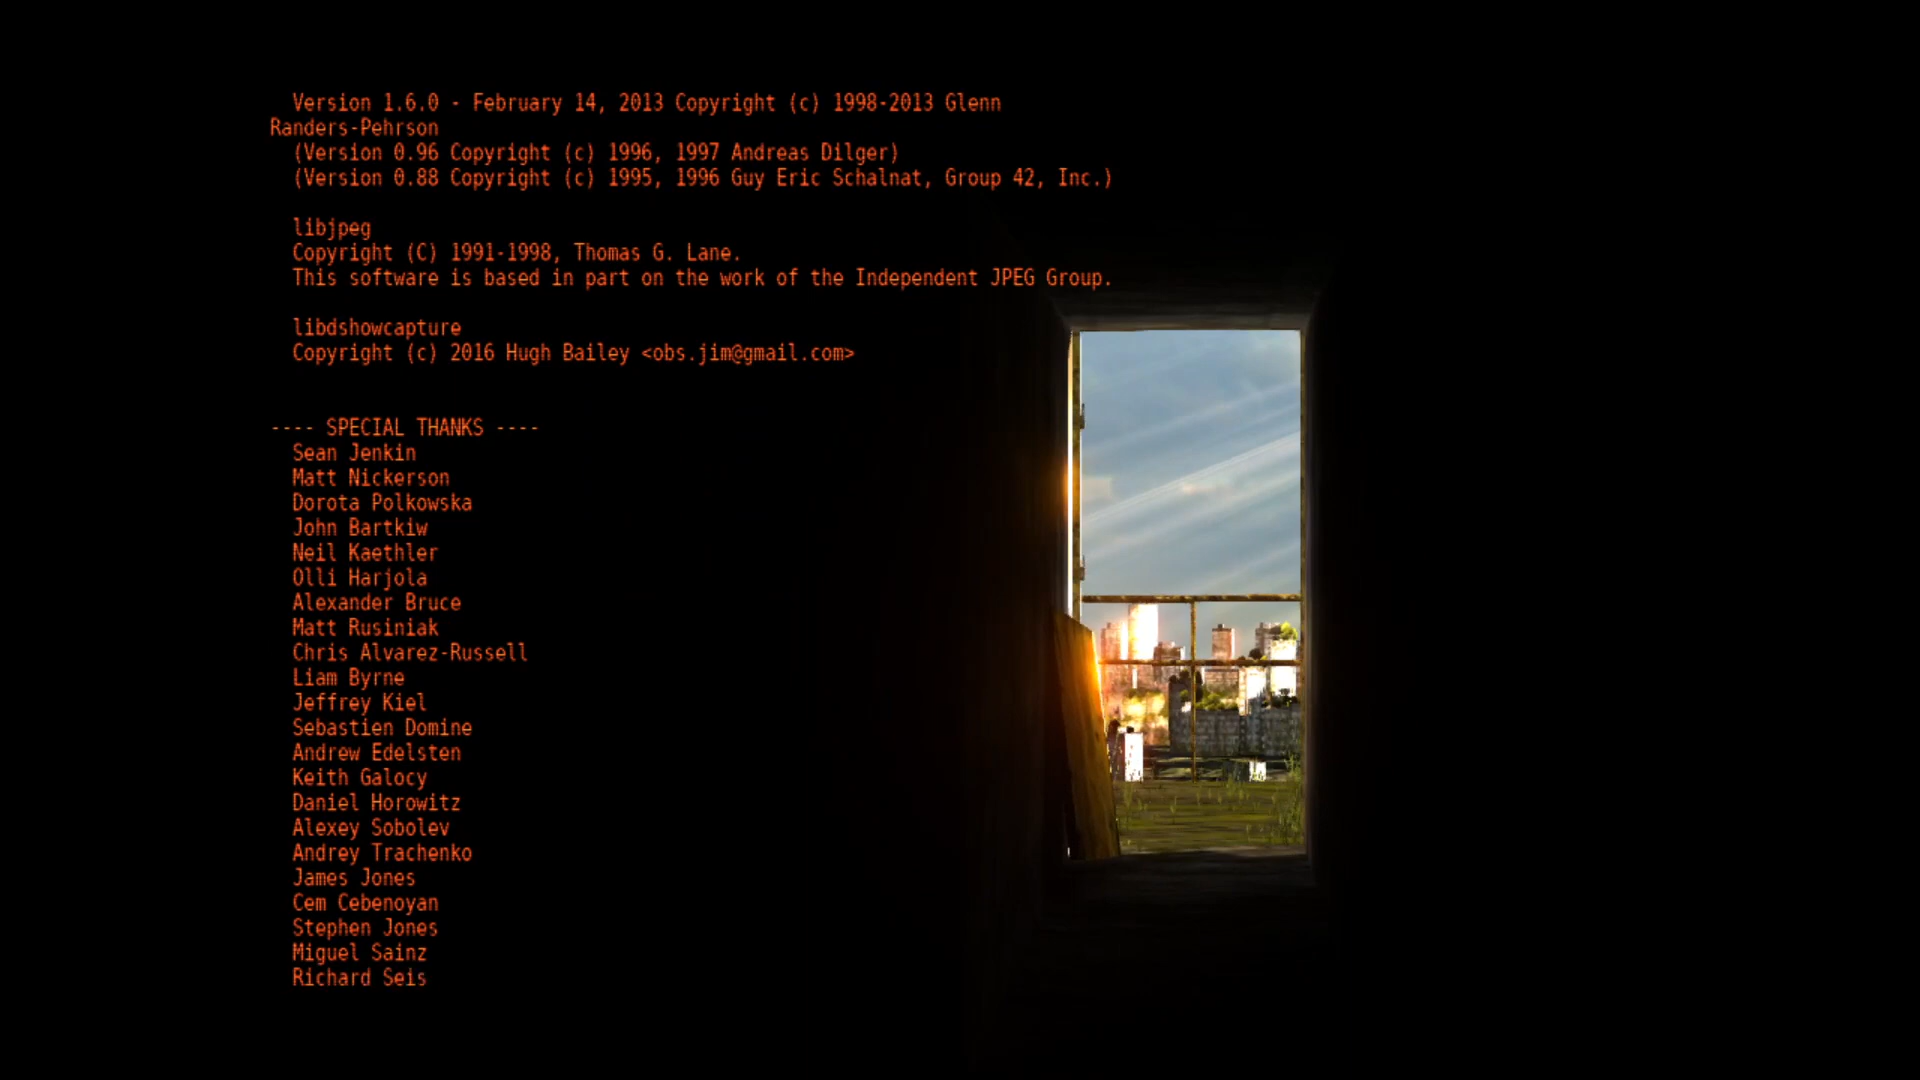 Version 1.6.0 - February 14, 2013 Copyright (c) 1998-2013 Glenn
Randers-Pehrson
(Version 0.96 Copyright (c) 1996, 1997 Andreas Dilger)
(Version 0.88 Copyright (c) 1995, 1996 Guy Eric Schalnat, Group 42, Inc.)
libjpeg
Copyright (C) 1991-1998, Thomas G. Lane.
This software is based in part on the work of the Independent JPEG Group.
libdshowcapture
Copyright (c) 2016 Hugh Bailey <obs.jim@gmail.com>
---- SPECIAL THANKS ----
Sean Jenkin
Matt Nickerson
Dorota Polkowska
John Bartkiw
Neil Kaethler
Olli Harjola
Alexander Bruce
Matt Rusiniak
Chris Alvarez-Russell
Liam Byrne
Jeffrey Kiel
Sebastien Domine
Andrew Edelsten
Keith Galocy
Daniel Horowitz
Alexey Sobolev
Andrey Trachenko
James Jones
Cem Cebenoyan
Stephen Jones
Miguel Sainz
Richard Seis